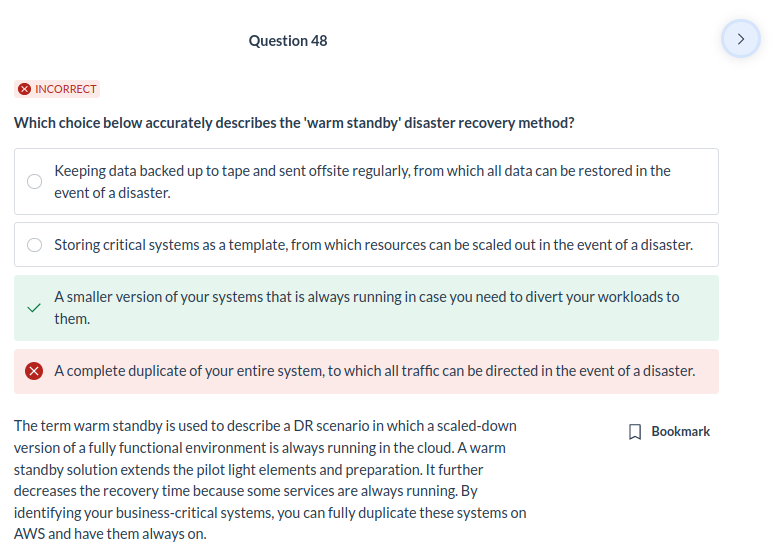 Question 48
INCORRECT
Which choice below accurately describes the 'warm standby' disaster recovery method?
Keeping data backed up to tape and sent offsite regularly, from which all data can be restored in the
event of a disaster.
Storing critical systems as a template, from which resources can be scaled out in the event of a disaster.
A smaller version of your systems that is always running in case you need to divert your workloads to
them.
A complete duplicate of your entire system, to which all traffic can be directed in the event of a disaster.
The term warm standby is used to describe a DR scenario in which a scaled-down
version of a fully functional environment is always running in the cloud. A warm
standby solution extends the pilot light elements and preparation. It further
decreases the recovery time because some services are always running. By
identifying your business-critical systems, you can fully duplicate these systems on
AWS and have them always on.
Bookmark